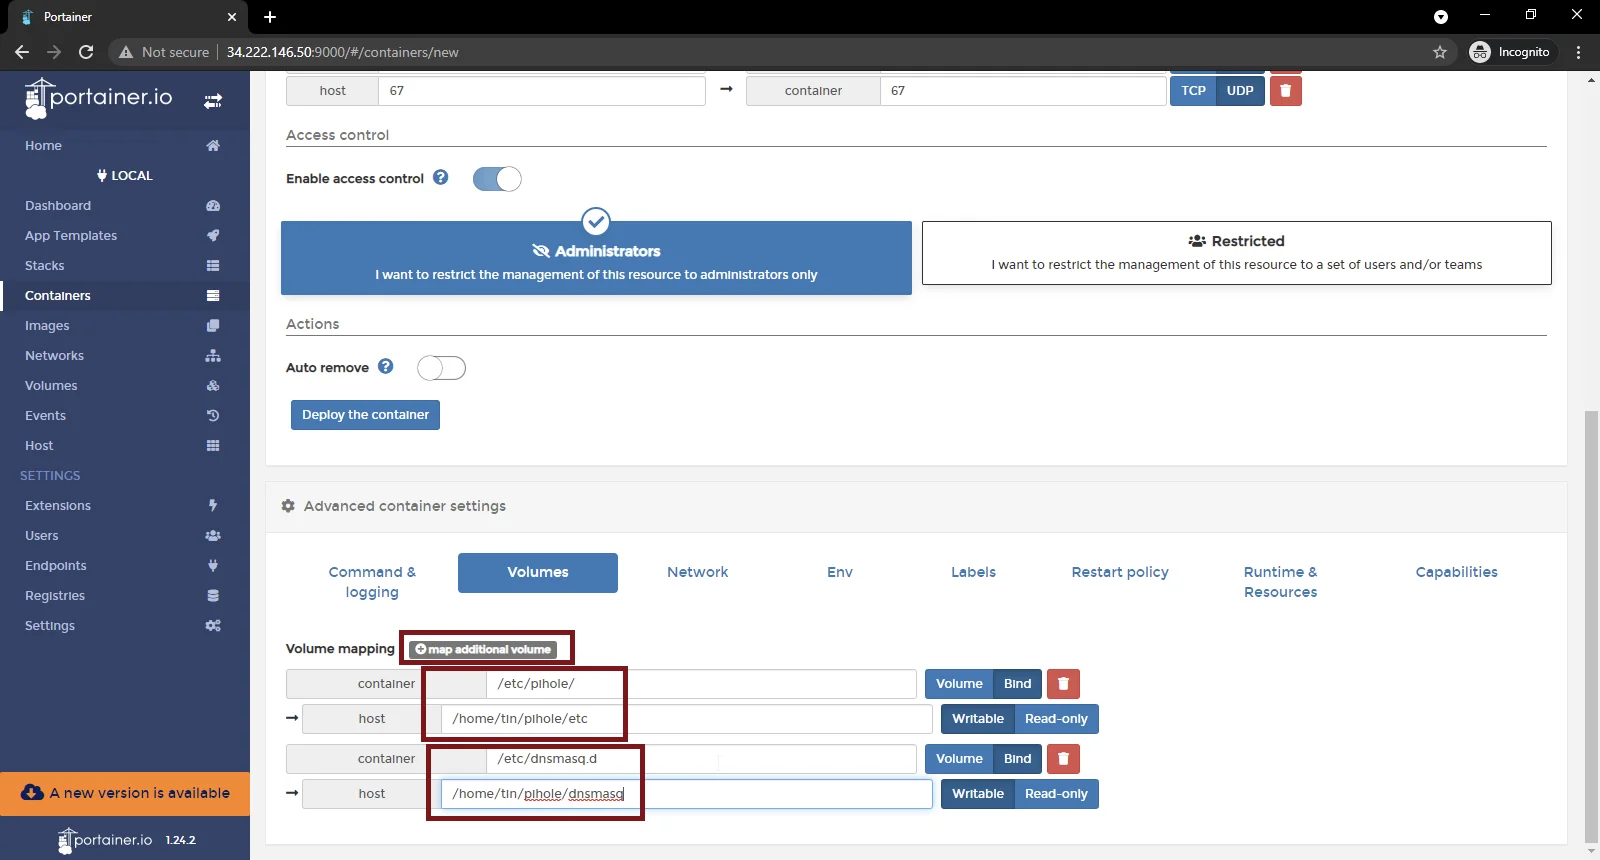 Portainer
Not secure
34.222.146.50:9000/#/containers/new
Incognito
portainer.io
Home
LOCAL
Dashboard
App Templates
Stacks
Containers
Images
Networks
Volumes
Events
Host
SETTINGS
Extensions
Users
Endpoints
Registries
Settings
A new version is available
portainer.io 1.24.2
host 67 → container 67 TCP UDP
Access control
Enable access control
Administrators
I want to restrict the management of this resource to administrators only
Restricted
I want to restrict the management of this resource to a set of users and/or teams
Actions
Auto remove
Deploy the container
Advanced container settings
Command & logging
Volumes
Network
Env
Labels
Restart policy
Runtime & Resources
Capabilities
Volume mapping map additional volume
container /etc/pihole/ Volume Bind
→ host /home/tin/pihole/etc Writable Read-only
container /etc/dnsmasq.d Volume Bind
→ host /home/tin/pihole/dnsmasq Writable Read-only